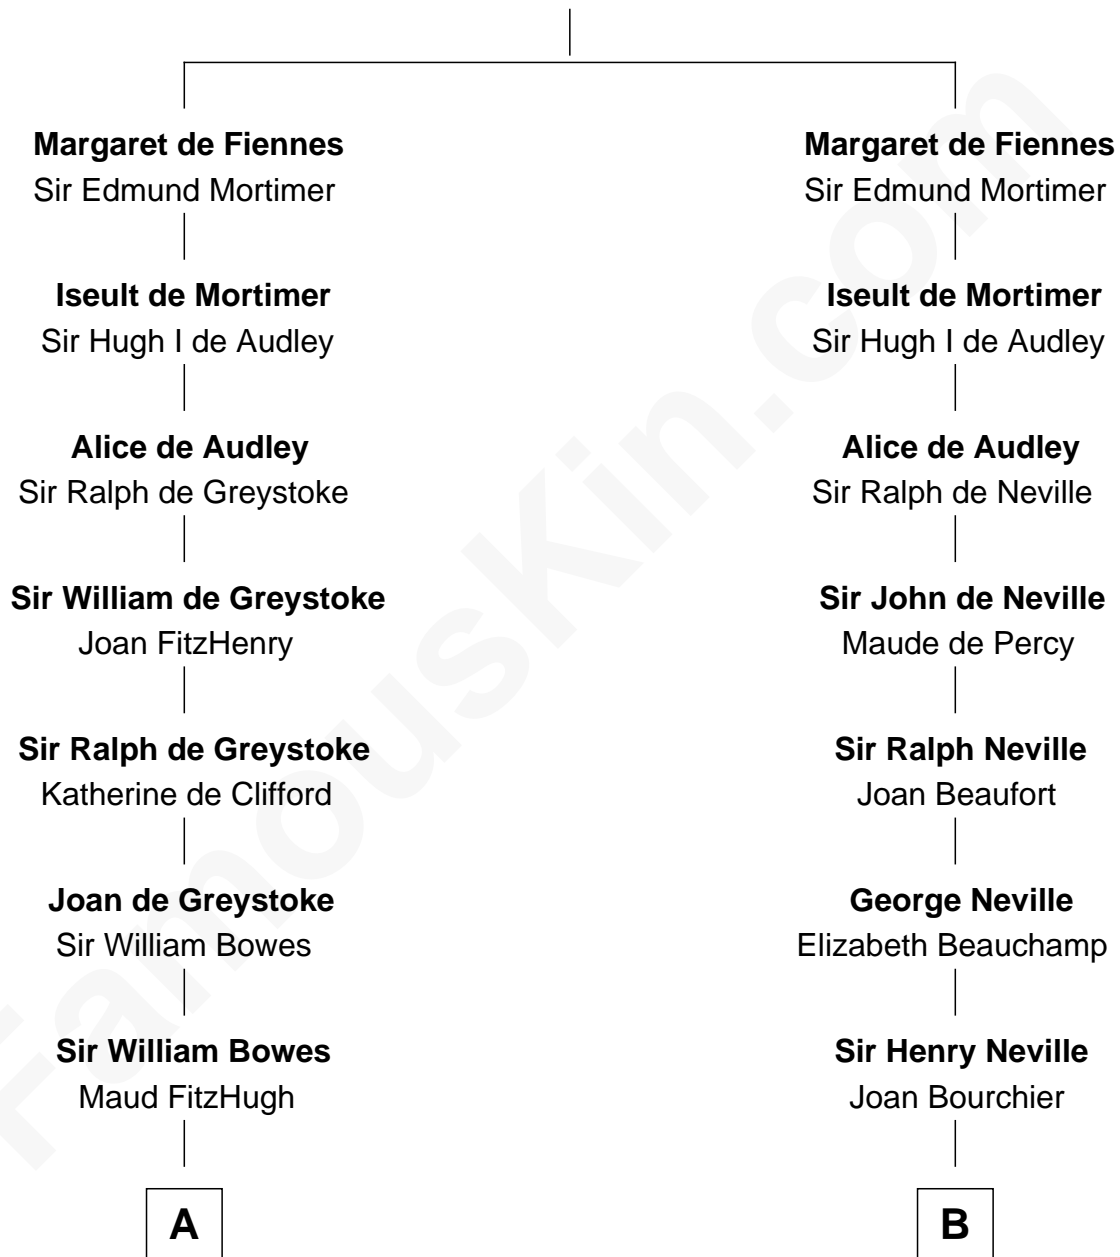 Margaret de Fiennes
Sir Edmund Mortimer
Iseult de Mortimer
Sir Hugh I de Audley
Alice de Audley
Sir Ralph de Greystoke
Sir William de Greystoke
Joan FitzHenry
Sir Ralph de Greystoke
Katherine de Clifford
Joan de Greystoke
Sir William Bowes
Sir William Bowes
Maud FitzHugh
A
Margaret de Fiennes
Sir Edmund Mortimer
Iseult de Mortimer
Sir Hugh I de Audley
Alice de Audley
Sir Ralph de Neville
Sir John de Neville
Maude de Percy
Sir Ralph Neville
Joan Beaufort
George Neville
Elizabeth Beauchamp
Sir Henry Neville
Joan Bourchier
B
FamousKin.com